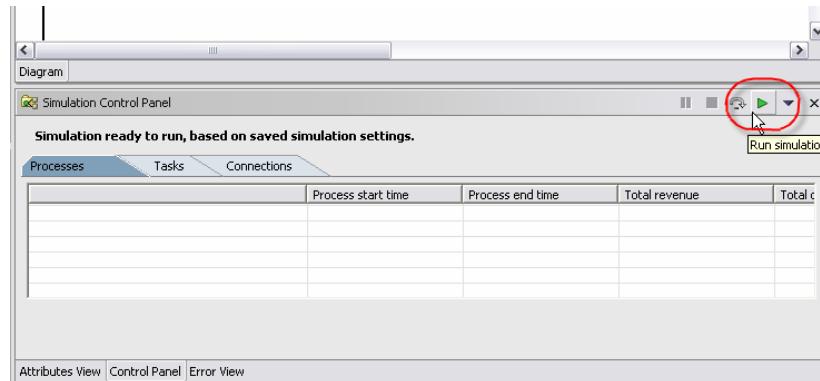 Diagram
Simulation Control Panel
Simulation ready to run, based on saved simulation settings.
Run simulatio
Processes Tasks Connections
Process start time Process end time Total revenue Total c
Attributes View Control Panel Error View